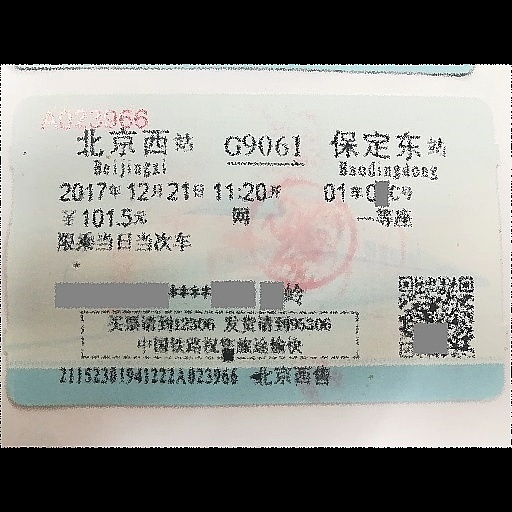 A023966
北京西站 G9061 保定东站
Beijingxi Baodingdong
2017年12月21日 11:20开 01车0 C号
￥101.5元 网 一等座
限乘当日当次车
*
**** 岭
买票请到12306 发货请到95306
中国铁路祝您旅途愉快
21152301941222A023966 北京西售